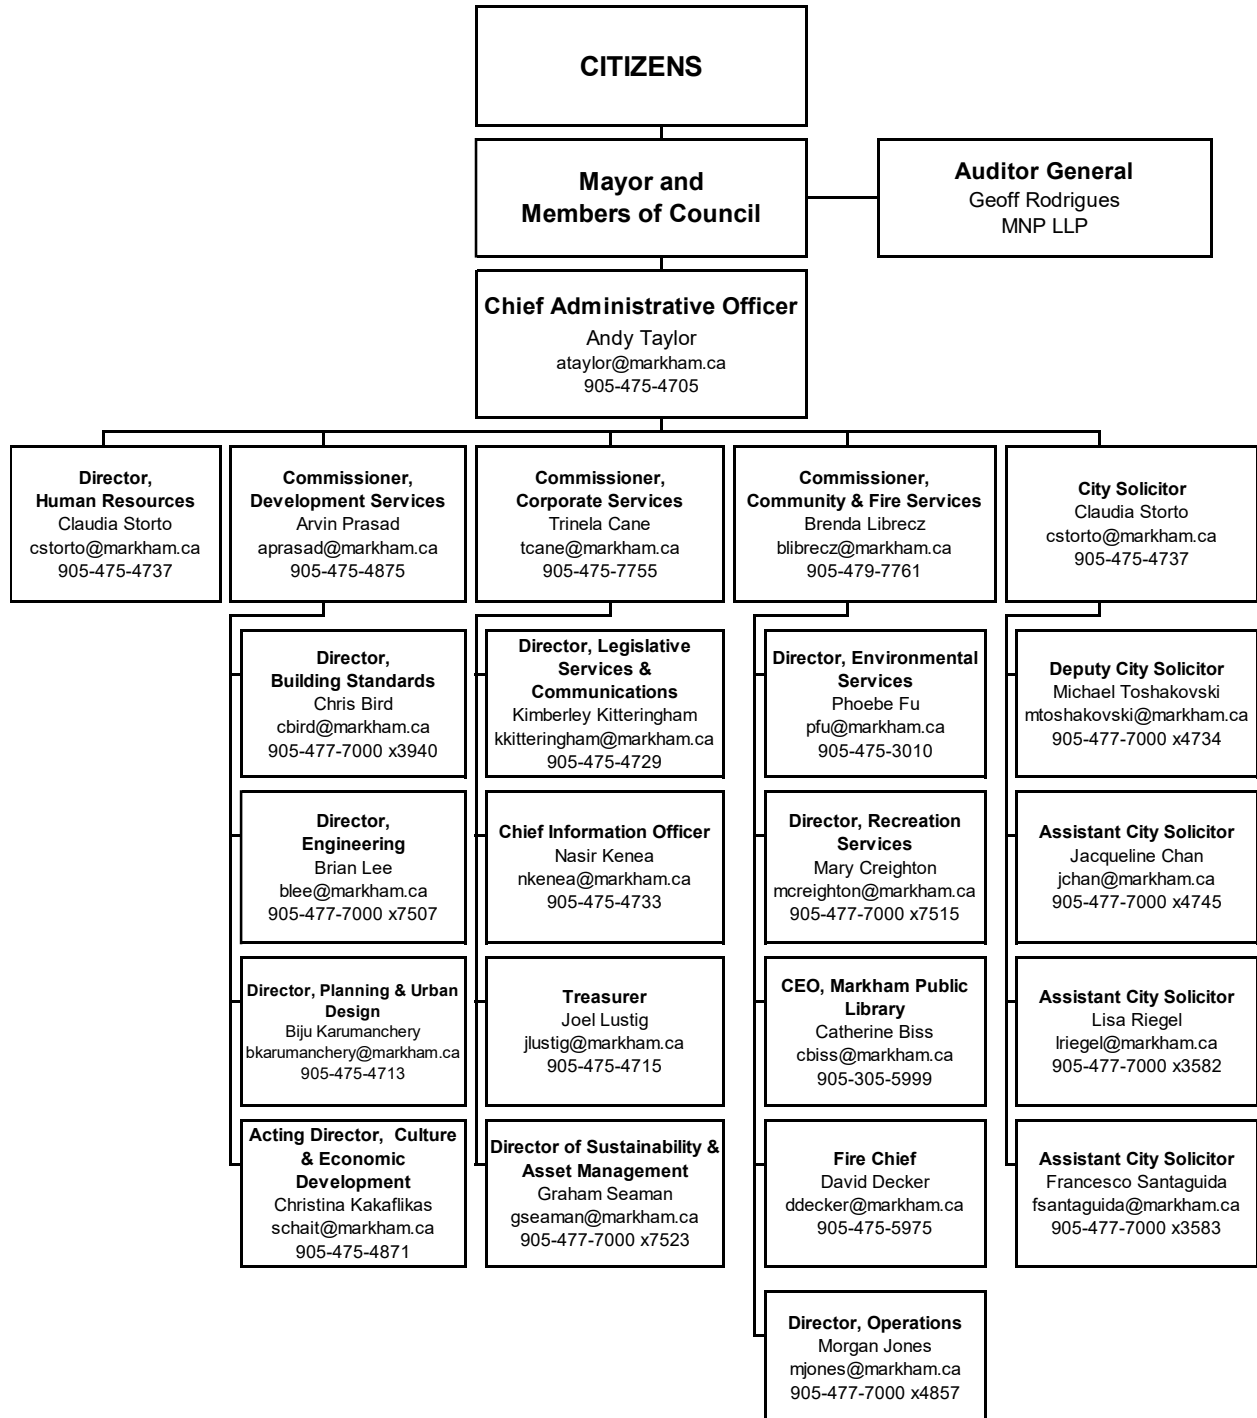 CITIZENS
Mayor and
Members of Council
Auditor General
Geoff Rodrigues
MNP LLP
Chief Administrative Officer
Andy Taylor
ataylor@markham.ca
905-475-4705
Director,
Human Resources
Claudia Storto
cstorto@markham.ca
905-475-4737
Commissioner,
Development Services
Arvin Prasad
aprasad@markham.ca
905-475-4875
Commissioner,
Corporate Services
Trinela Cane
tcane@markham.ca
905-475-7755
Commissioner,
Community & Fire Services
Brenda Librecz
blibrecz@markham.ca
905-479-7761
City Solicitor
Claudia Storto
cstorto@markham.ca
905-475-4737
Director,
Building Standards
Chris Bird
cbird@markham.ca
905-477-7000 x3940
Director,
Engineering
Brian Lee
blee@markham.ca
905-477-7000 x7507
Director, Planning & Urban
Design
Biju Karumanchery
bkarumanchery@markham.ca
905-475-4713
Acting Director,  Culture
& Economic
Development
Christina Kakaflikas
schait@markham.ca
905-475-4871
Director, Legislative
Services &
Communications
Kimberley Kitteringham
kkitteringham@markham.ca
905-475-4729
Chief Information Officer
Nasir Kenea
nkenea@markham.ca
905-475-4733
Treasurer
Joel Lustig
jlustig@markham.ca
905-475-4715
Director of Sustainability &
Asset Management
Graham Seaman
gseaman@markham.ca
905-477-7000 x7523
Director, Environmental
Services
Phoebe Fu
pfu@markham.ca
905-475-3010
Director, Recreation
Services
Mary Creighton
mcreighton@markham.ca
905-477-7000 x7515
CEO, Markham Public
Library
Catherine Biss
cbiss@markham.ca
905-305-5999
Fire Chief
David Decker
ddecker@markham.ca
905-475-5975
Director, Operations
Morgan Jones
mjones@markham.ca
905-477-7000 x4857
Deputy City Solicitor
Michael Toshakovski
mtoshakovski@markham.ca
905-477-7000 x4734
Assistant City Solicitor
Jacqueline Chan
jchan@markham.ca
905-477-7000 x4745
Assistant City Solicitor
Lisa Riegel
lriegel@markham.ca
905-477-7000 x3582
Assistant City Solicitor
Francesco Santaguida
fsantaguida@markham.ca
905-477-7000 x3583